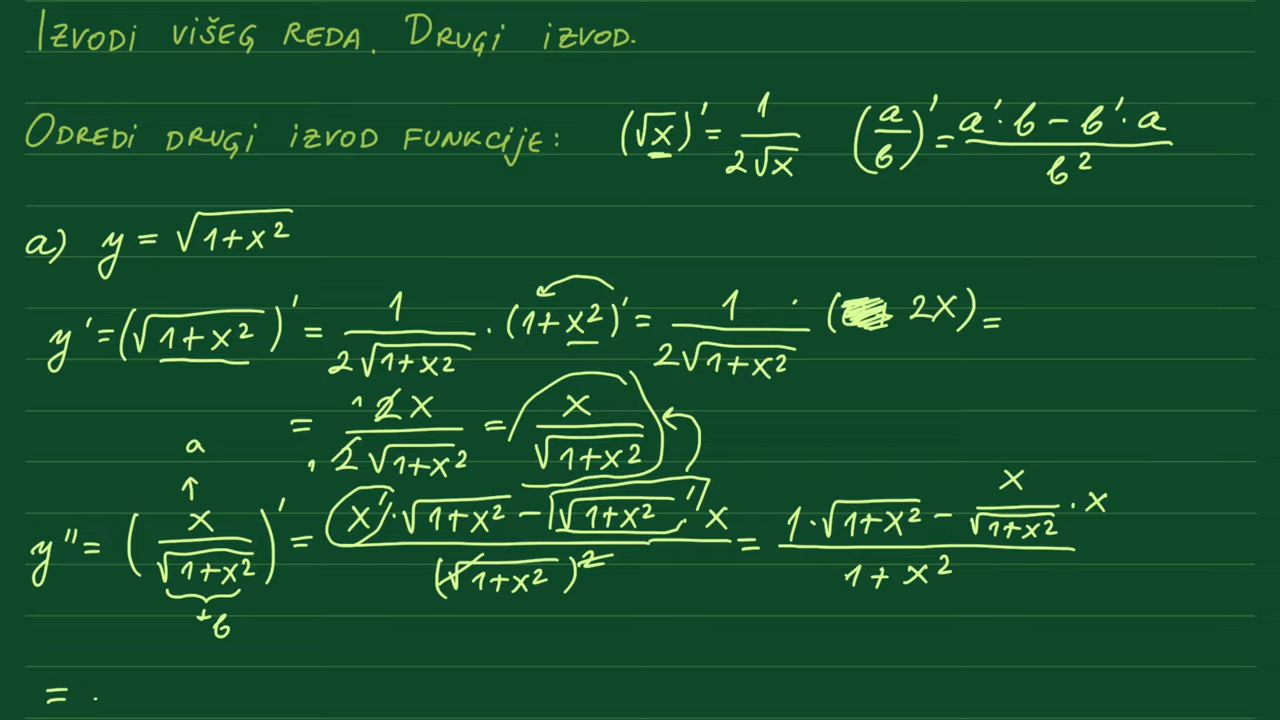 IZVODI VIŠEG REDA. DRUGI IZVOD.
ODREDI DRUGI IZVOD FUNKCIJE: (√x)' = 1/(2√x) (a/b)' = (a'·b − b'·a)/b²
a) y = √(1+x²)
y' = (√(1+x²))' = 1/(2√(1+x²)) · (1+x²)' = 1/(2√(1+x²)) · (2x) =
= 2x/(2√(1+x²)) = x/√(1+x²)
a
y'' = (x/√(1+x²))' = (x'·√(1+x²) − √(1+x²)' x)/(√(1+x²))² = (1·√(1+x²) − x/√(1+x²) · x)/(1+x²)
b
= .